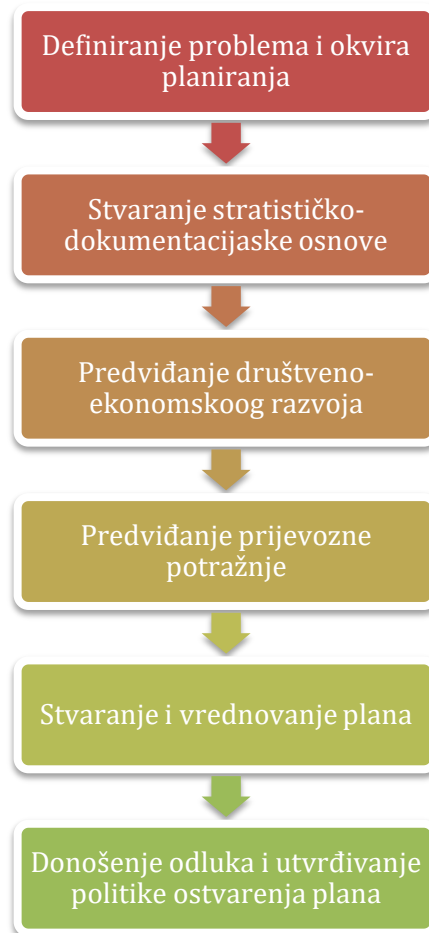 Definiranje problema i okvira
planiranja
Stvaranje stratističko-
dokumentacijaske osnove
Predviđanje društveno-
ekonomskoog razvoja
Predviđanje prijevozne
potražnje
Stvaranje i vrednovanje plana
Donošenje odluka i utvrđivanje
politike ostvarenja plana